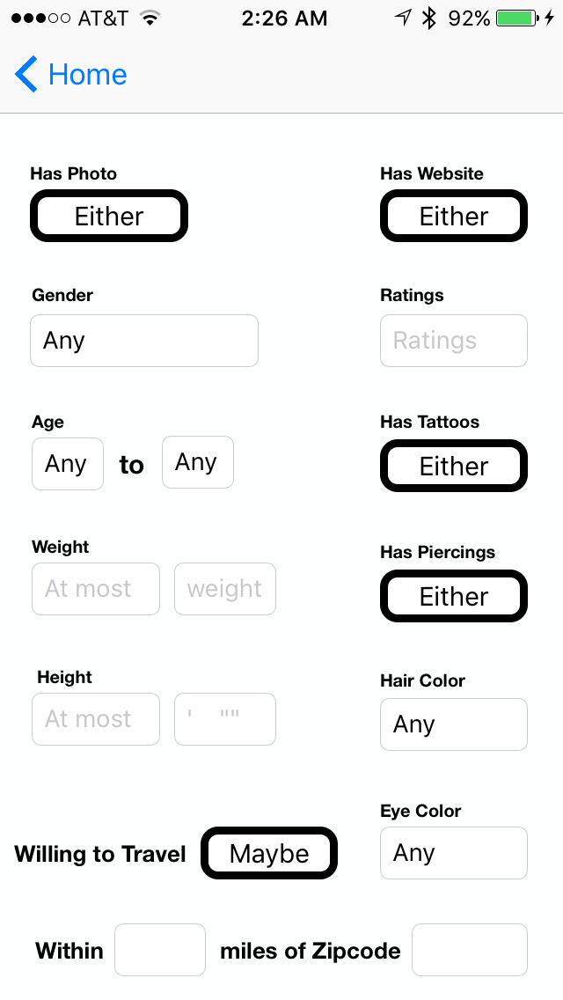 AT&T 2:26 AM 92%
Home
Has Photo Has Website
Either Either
Gender Ratings
Any Ratings
Age Has Tattoos
Any to Any Either
Weight Has Piercings
At most weight Either
Height Hair Color
At most ' "" Any
Eye Color
Willing to Travel Maybe Any
Within miles of Zipcode